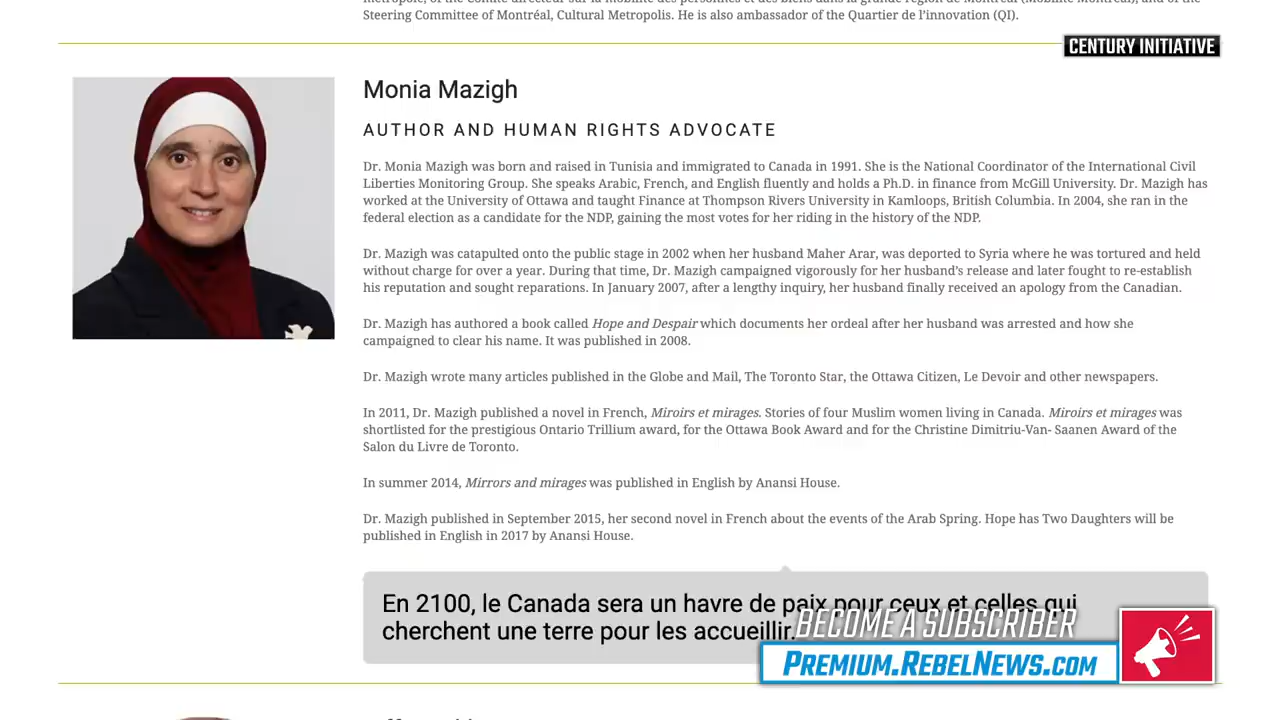 metropole, of the Comité directeur sur la mobilité des personnes et des biens dans la grande région de Montréal (Mobilité Montréal), and of the
Steering Committee of Montréal, Cultural Metropolis. He is also ambassador of the Quartier de l'innovation (QI).
CENTURY INITIATIVE
Monia Mazigh
AUTHOR AND HUMAN RIGHTS ADVOCATE
Dr. Monia Mazigh was born and raised in Tunisia and immigrated to Canada in 1991. She is the National Coordinator of the International Civil
Liberties Monitoring Group. She speaks Arabic, French, and English fluently and holds a Ph.D. in finance from McGill University. Dr. Mazigh has
worked at the University of Ottawa and taught Finance at Thompson Rivers University in Kamloops, British Columbia. In 2004, she ran in the
federal election as a candidate for the NDP, gaining the most votes for her riding in the history of the NDP.
Dr. Mazigh was catapulted onto the public stage in 2002 when her husband Maher Arar, was deported to Syria where he was tortured and held
without charge for over a year. During that time, Dr. Mazigh campaigned vigorously for her husband's release and later fought to re-establish
his reputation and sought reparations. In January 2007, after a lengthy inquiry, her husband finally received an apology from the Canadian.
Dr. Mazigh has authored a book called Hope and Despair which documents her ordeal after her husband was arrested and how she
campaigned to clear his name. It was published in 2008.
Dr. Mazigh wrote many articles published in the Globe and Mail, The Toronto Star, the Ottawa Citizen, Le Devoir and other newspapers.
In 2011, Dr. Mazigh published a novel in French, Miroirs et mirages. Stories of four Muslim women living in Canada. Miroirs et mirages was
shortlisted for the prestigious Ontario Trillium award, for the Ottawa Book Award and for the Christine Dimitriu-Van- Saanen Award of the
Salon du Livre de Toronto.
In summer 2014, Mirrors and mirages was published in English by Anansi House.
Dr. Mazigh published in September 2015, her second novel in French about the events of the Arab Spring. Hope has Two Daughters will be
published in English in 2017 by Anansi House.
En 2100, le Canada sera un havre de paix pour ceux et celles qui
cherchent une terre pour les accueillir.
BECOME A SUBSCRIBER
PREMIUM.REBELNEWS.COM